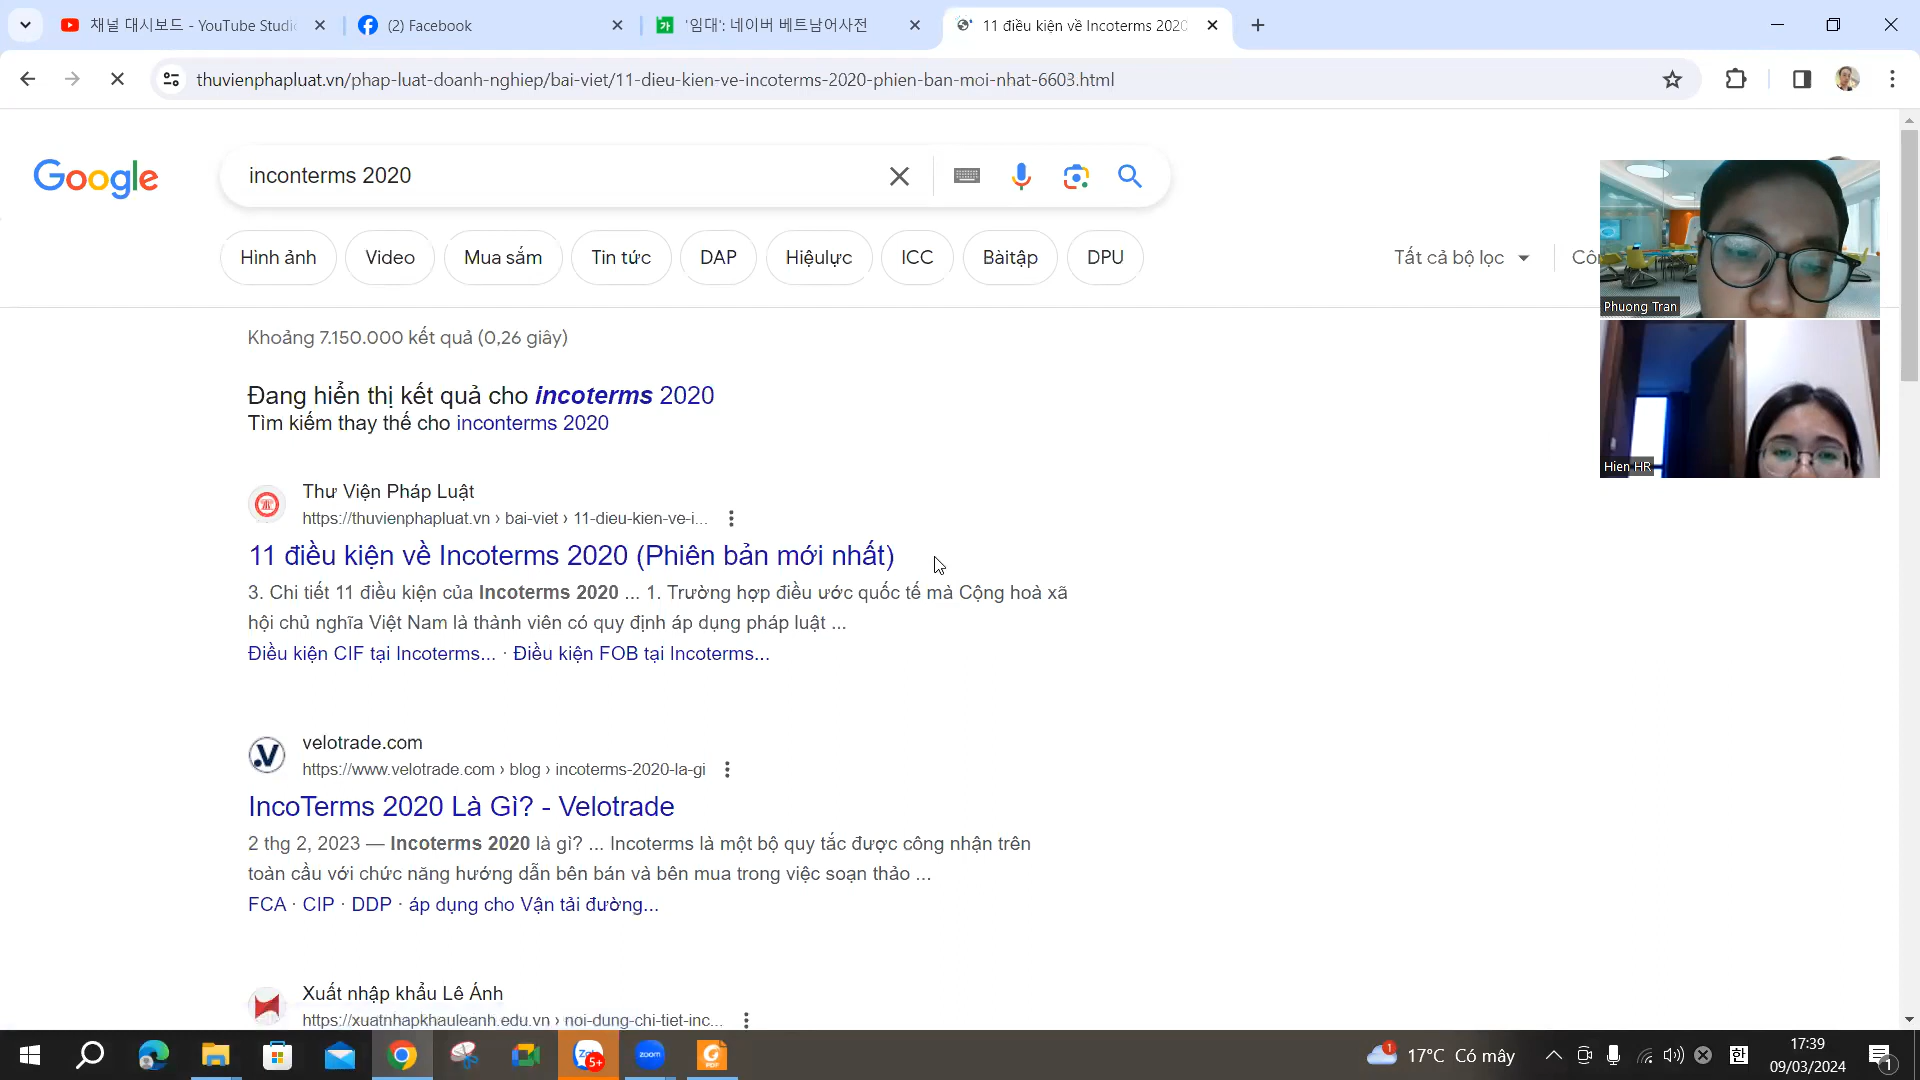 채널 대시보드 - YouTube Studi
(2) Facebook
'임대': 네이버 베트남어사전
11 điều kiện về Incoterms 2020
thuvienphapluat.vn/phap-luat-doanh-nghiep/bai-viet/11-dieu-kien-ve-incoterms-2020-phien-ban-moi-nhat-6603.html
Google
inconterms 2020
Hình ảnh
Video
Mua sắm
Tin tức
DAP
Hiệulực
ICC
Bàitập
DPU
Tất cả bộ lọc
Khoảng 7.150.000 kết quả (0,26 giây)
Đang hiển thị kết quả cho incoterms 2020
Tìm kiếm thay thế cho inconterms 2020
Thư Viện Pháp Luật
https://thuvienphapluat.vn › bai-viet › 11-dieu-kien-ve-i...
11 điều kiện về Incoterms 2020 (Phiên bản mới nhất)
3. Chi tiết 11 điều kiện của Incoterms 2020 ... 1. Trường hợp điều ước quốc tế mà Cộng hoà xã
hội chủ nghĩa Việt Nam là thành viên có quy định áp dụng pháp luật ...
Điều kiện CIF tại Incoterms... · Điều kiện FOB tại Incoterms...
velotrade.com
https://www.velotrade.com › blog › incoterms-2020-la-gi
IncoTerms 2020 Là Gì? - Velotrade
2 thg 2, 2023 — Incoterms 2020 là gì? ... Incoterms là một bộ quy tắc được công nhận trên
toàn cầu với chức năng hướng dẫn bên bán và bên mua trong việc soạn thảo ...
FCA · CIP · DDP · áp dụng cho Vận tải đường...
Xuất nhập khẩu Lê Ánh
https://xuatnhapkhauleanh.edu.vn › noi-dung-chi-tiet-inc...
Phuong Tran
Hien HR
5+
zoom
PDF
1
17°C Có mây
한
17:39
09/03/2024
1